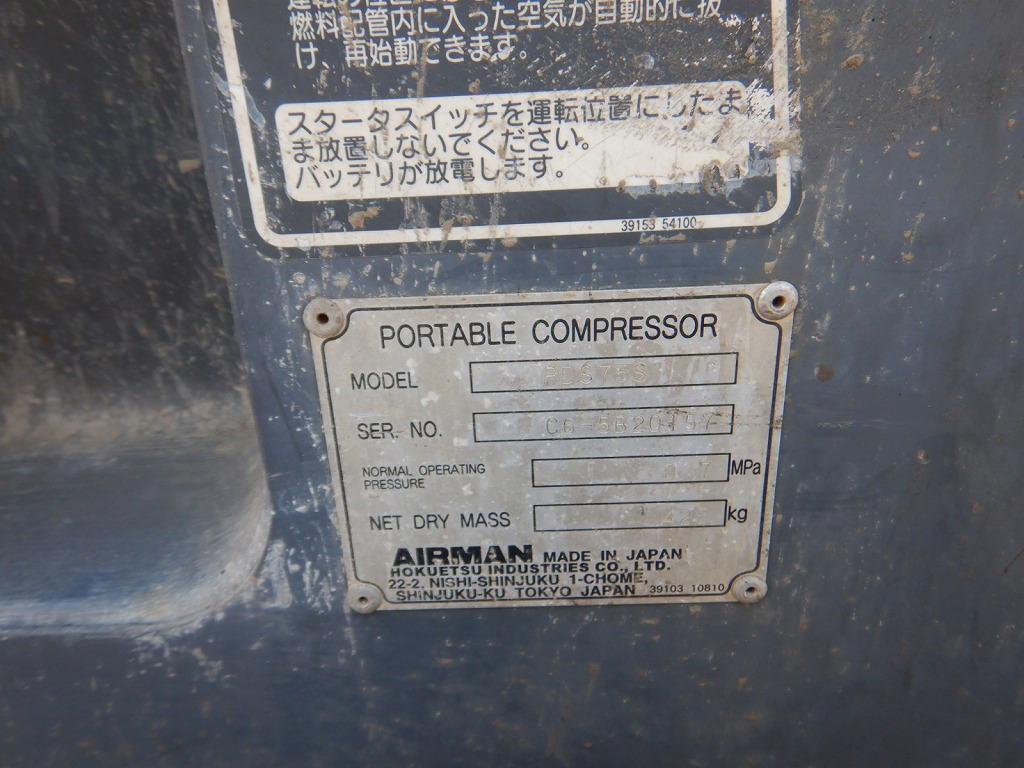 燃料配管内に入った空気が自動的に抜
け、再始動できます。
スタータスイッチを運転位置にしたま
ま放置しないでください。
バッテリが放電します。
39153 54100
PORTABLE COMPRESSOR
MODEL PDS75S
SER. NO.
NORMAL OPERATING
PRESSURE 0.7 MPa
NET DRY MASS kg
AIRMAN MADE IN JAPAN
HOKUETSU INDUSTRIES CO., LTD.
22-2, NISHI-SHINJUKU 1-CHOME,
SHINJUKU-KU TOKYO JAPAN 39103 10810